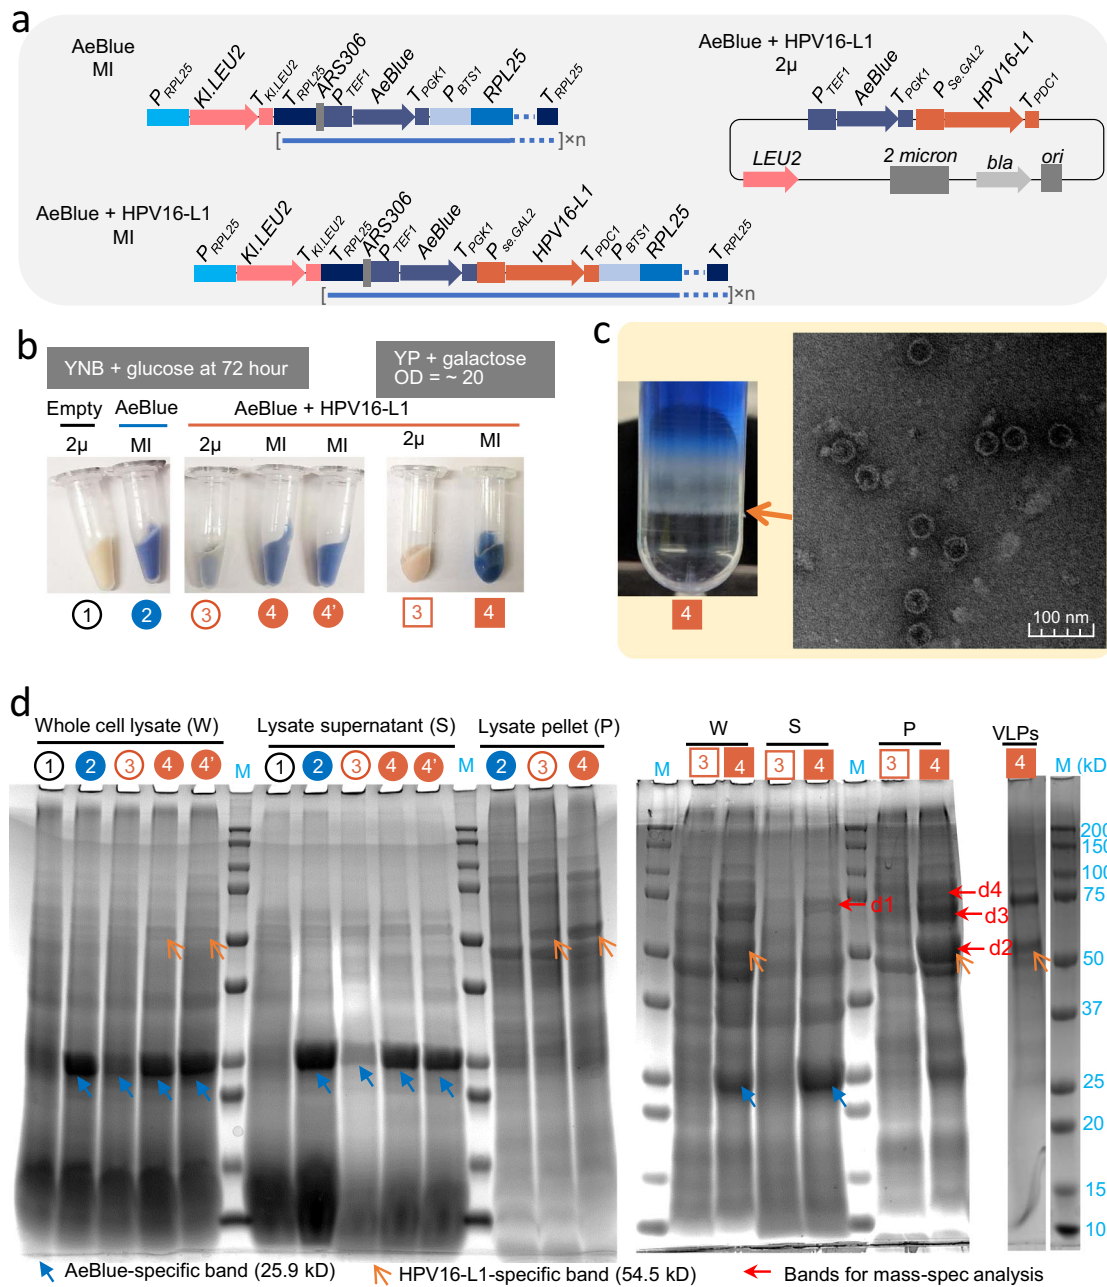 a
AeBlue
MI
P RPL25
Kl.LEU2
T Kl.LEU2
T RPL25
ARS306
P TEF1
AeBlue
T PGK1
P BTS1
RPL25
T RPL25
[ ]×n
AeBlue + HPV16-L1
2µ
P TEF1
AeBlue
T PGK1
P Se.GAL2
HPV16-L1
T PDC1
LEU2
2 micron
bla
ori
AeBlue + HPV16-L1
MI
P RPL25
Kl.LEU2
T Kl.LEU2
T RPL25
ARS306
P TEF1
AeBlue
T PGK1
P se.GAL2
HPV16-L1
T PDC1
P BTS1
RPL25
T RPL25
[ ]×n
b
YNB + glucose at 72 hour
YP + galactose
OD = ~ 20
Empty AeBlue AeBlue + HPV16-L1
2µ MI 2µ MI MI 2µ MI
1 2 3 4 4' 3 4
c
4
100 nm
d
Whole cell lysate (W) Lysate supernatant (S) Lysate pellet (P)
1 2 3 4 4' M 1 2 3 4 4' M 2 3 4
W S P VLPs
M 3 4 3 4 M 3 4 4 M (kD
200
150
100
75
50
37
25
20
15
10
d1
d4
d3
d2
AeBlue-specific band (25.9 kD) HPV16-L1-specific band (54.5 kD) Bands for mass-spec analysis